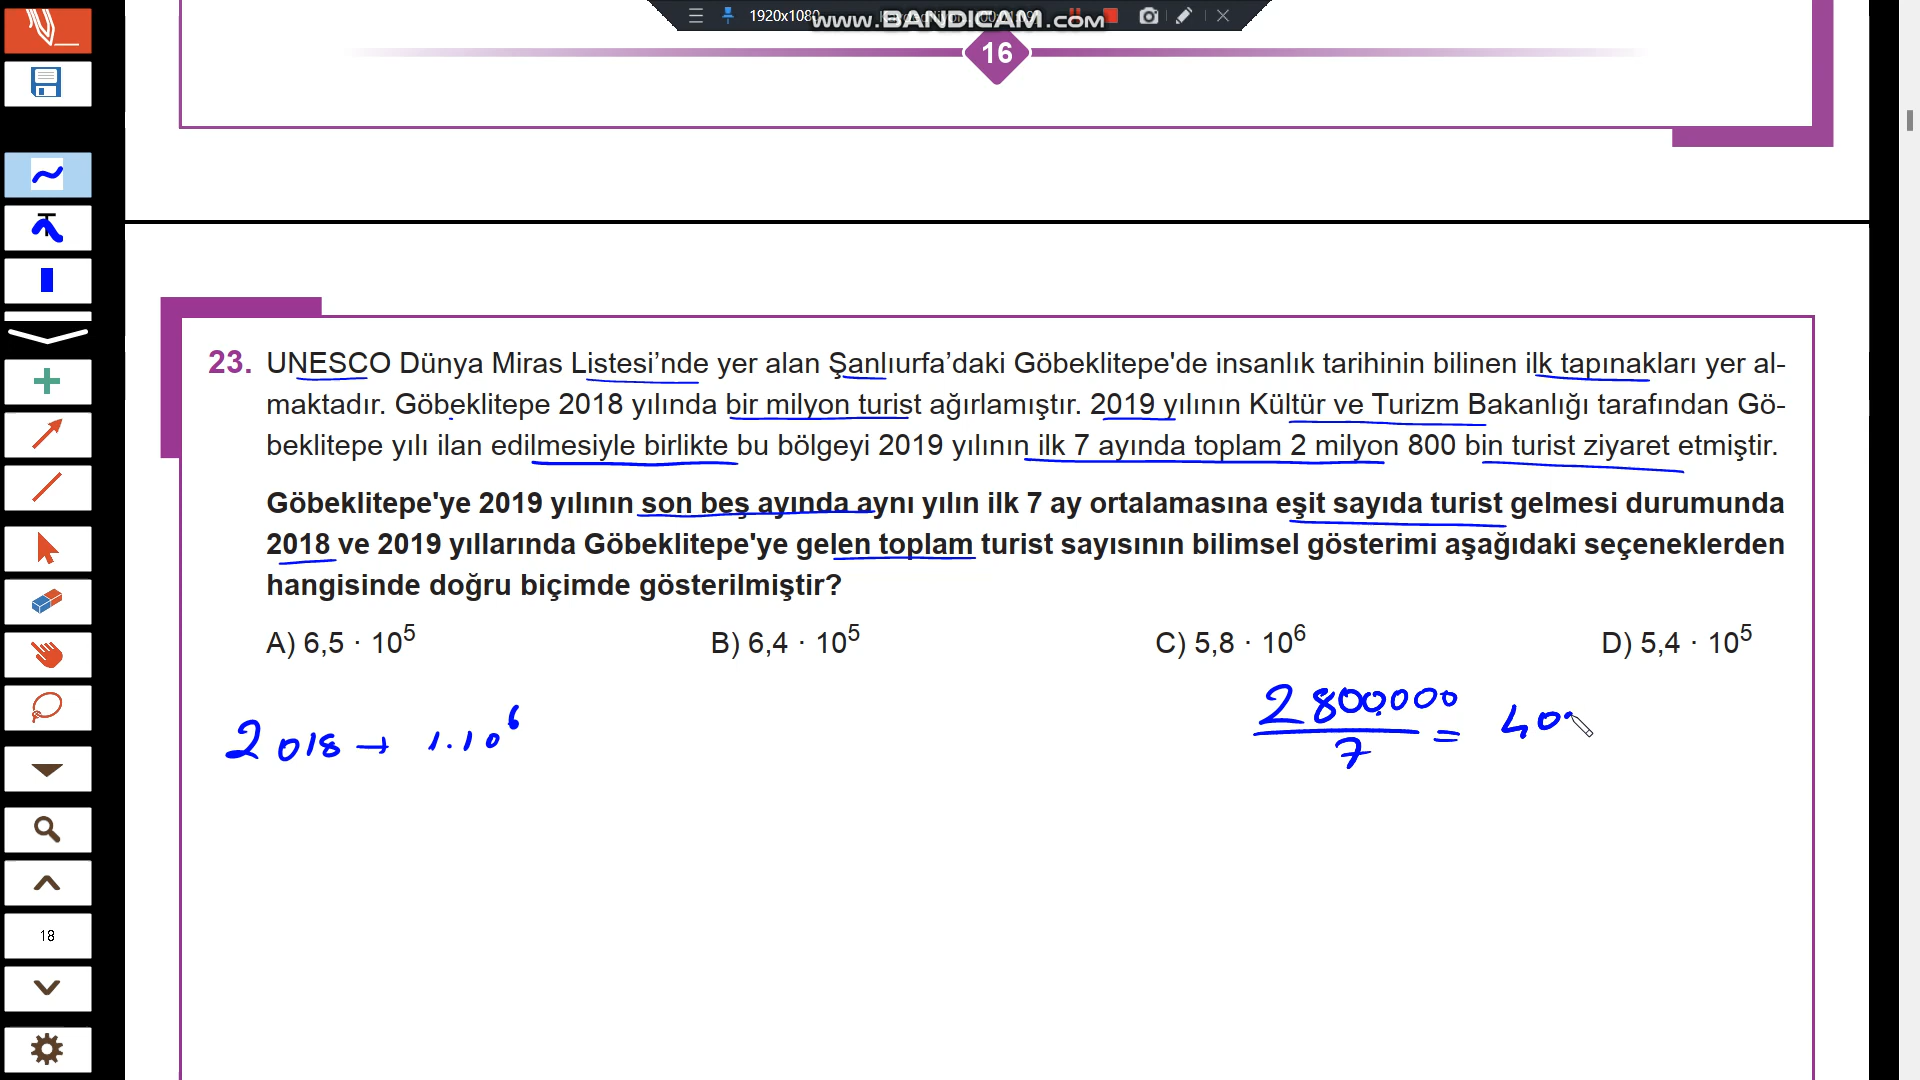 1920x1080
www.BANDICAM.com
16
23. UNESCO Dünya Miras Listesi’nde yer alan Şanlıurfa’daki Göbeklitepe'de insanlık tarihinin bilinen ilk tapınakları yer al-
maktadır. Göbeklitepe 2018 yılında bir milyon turist ağırlamıştır. 2019 yılının Kültür ve Turizm Bakanlığı tarafından Gö-
beklitepe yılı ilan edilmesiyle birlikte bu bölgeyi 2019 yılının ilk 7 ayında toplam 2 milyon 800 bin turist ziyaret etmiştir.
Göbeklitepe'ye 2019 yılının son beş ayında aynı yılın ilk 7 ay ortalamasına eşit sayıda turist gelmesi durumunda
2018 ve 2019 yıllarında Göbeklitepe'ye gelen toplam turist sayısının bilimsel gösterimi aşağıdaki seçeneklerden
hangisinde doğru biçimde gösterilmiştir?
A) 6,5 · 10⁵ B) 6,4 · 10⁵ C) 5,8 · 10⁶ D) 5,4 · 10⁵
2018 → 1.10⁶
2800.000
7
= 400
18